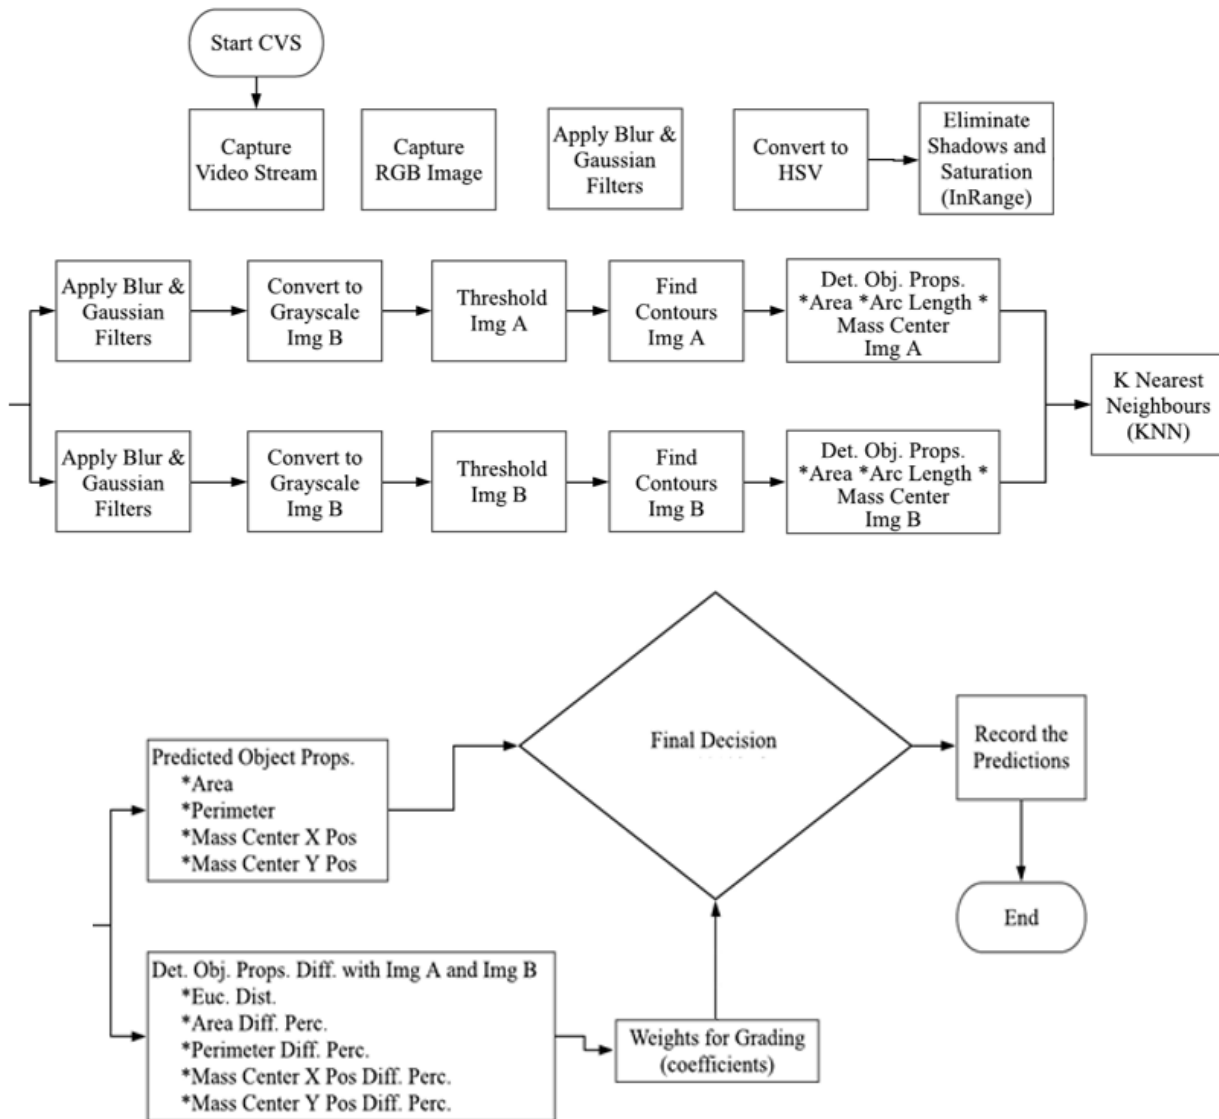 Start CVS
Capture
Video Stream
Capture
RGB Image
Apply Blur &
Gaussian
Filters
Convert to
HSV
Eliminate
Shadows and
Saturation
(InRange)
Apply Blur &
Gaussian
Filters
Convert to
Grayscale
Img B
Threshold
Img A
Find
Contours
Img A
Det. Obj. Props.
*Area *Arc Length *
Mass Center
Img A
K Nearest
Neighbours
(KNN)
Apply Blur &
Gaussian
Filters
Convert to
Grayscale
Img B
Threshold
Img B
Find
Contours
Img B
Det. Obj. Props.
*Area *Arc Length *
Mass Center
Img B
Predicted Object Props.
*Area
*Perimeter
*Mass Center X Pos
*Mass Center Y Pos
Final Decision
Record the
Predictions
End
Det. Obj. Props. Diff. with Img A and Img B
*Euc. Dist.
*Area Diff. Perc.
*Perimeter Diff. Perc.
*Mass Center X Pos Diff. Perc.
*Mass Center Y Pos Diff. Perc.
Weights for Grading
(coefficients)